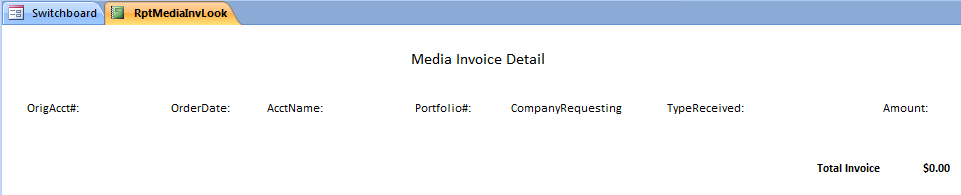 Switchboard RptMediaInvLook
Media Invoice Detail
OrigAcct#: OrderDate: AcctName: Portfolio#: CompanyRequesting TypeReceived: Amount:
Total Invoice $0.00